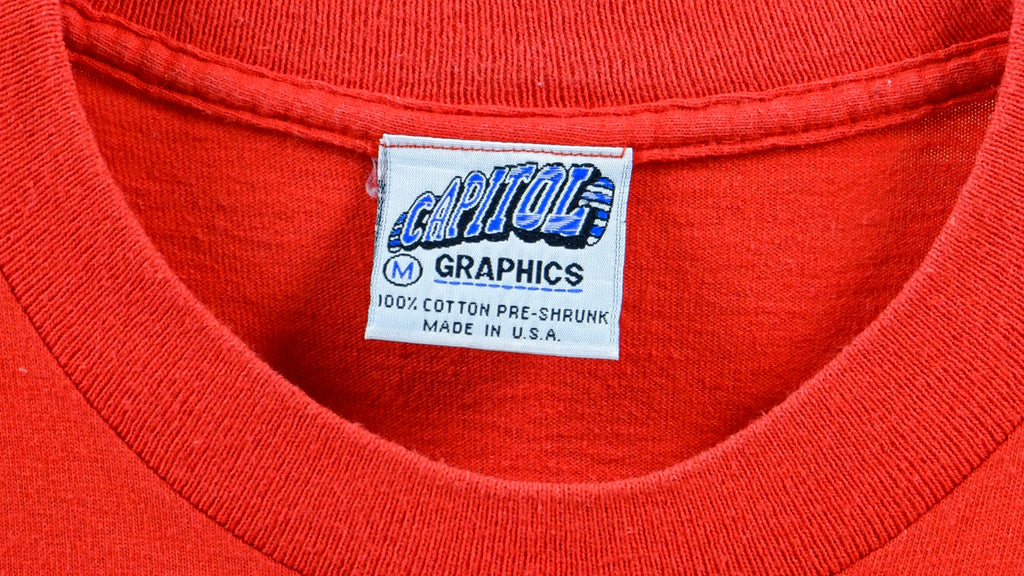 CAPITOL
M GRAPHICS
100% COTTON PRE-SHRUNK
MADE IN U.S.A.